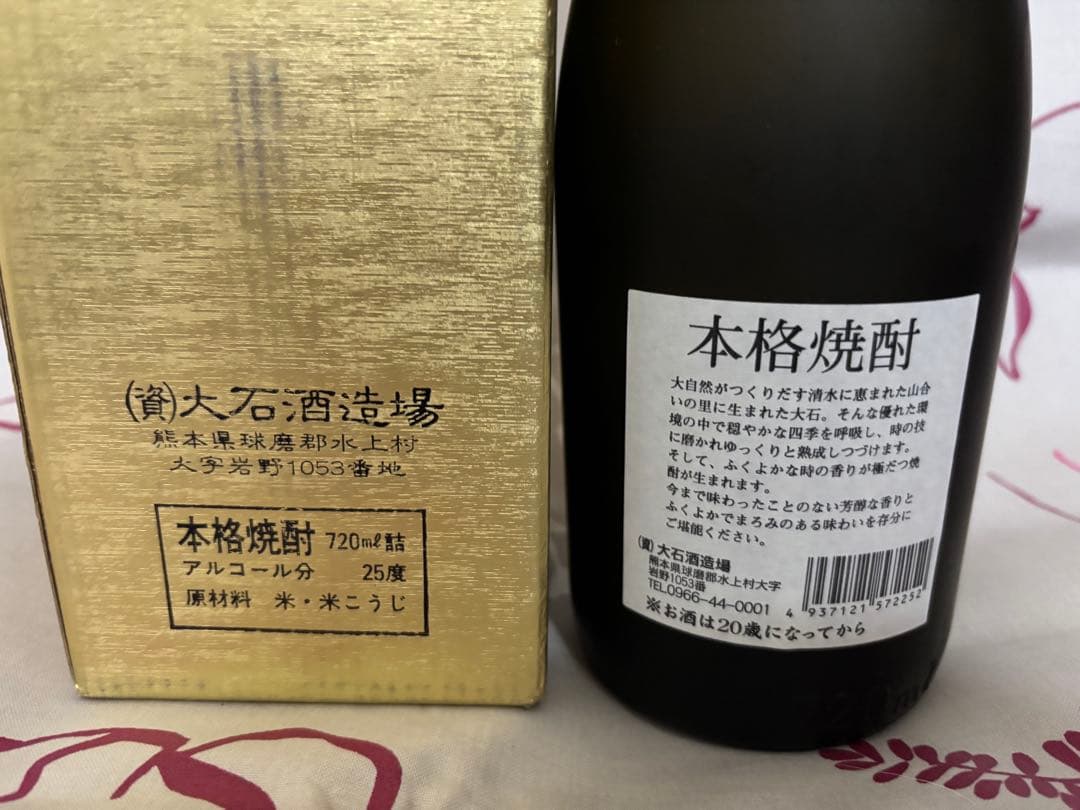 ㈾大石酒造場
熊本県球磨郡水上村
大字岩野1053番地
本格焼酎 720mℓ詰
アルコール分 25度
原材料 米・米こうじ
本格焼酎
大自然がつくりだす清水に恵まれた山合
いの里に生まれた大石。そんな優れた環
境の中で穏やかな四季を呼吸し、時の技
に磨かれゆっくりと熟成しつづけます。
そして、ふくよかな時の香りが極だつ焼
酎が生まれます。
今まで味わったことのない芳醇な香りと
ふくよかでまろみのある味わいを存分に
ご堪能ください。
㈾大石酒造場
熊本県球磨郡水上村大字
岩野1053番
TEL.0966-44-0001
4 937121 572252
※お酒は20歳になってから